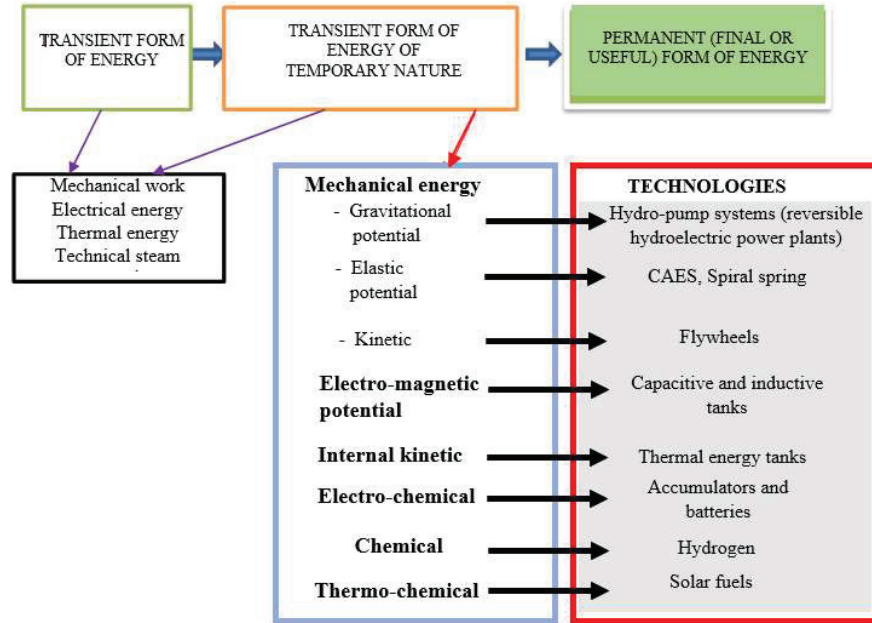 TRANSIENT FORM
OF ENERGY
TRANSIENT FORM OF
ENERGY OF
TEMPORARY NATURE
PERMANENT (FINAL OR
USEFUL) FORM OF ENERGY
Mechanical work
Electrical energy
Thermal energy
Technical steam
Mechanical energy
- Gravitational
potential
- Elastic
potential
- Kinetic
Electro-magnetic
potential
Internal kinetic
Electro-chemical
Chemical
Thermo-chemical
TECHNOLOGIES
Hydro-pump systems (reversible
hydroelectric power plants)
CAES, Spiral spring
Flywheels
Capacitive and inductive
tanks
Thermal energy tanks
Accumulators and
batteries
Hydrogen
Solar fuels